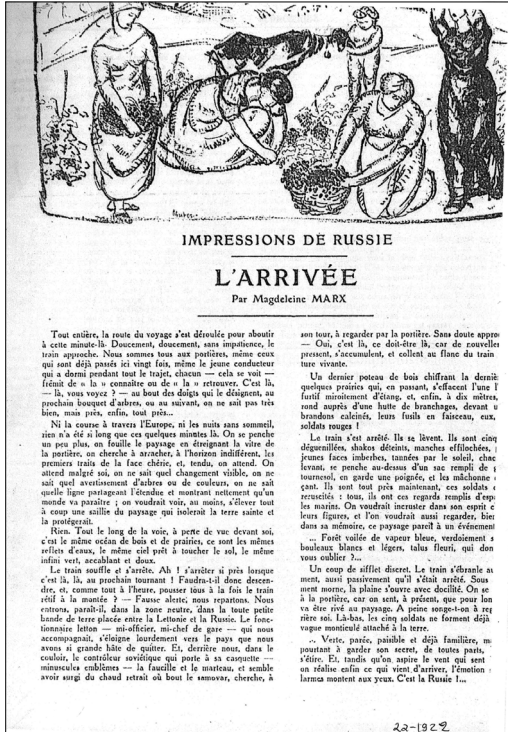 IMPRESSIONS DE RUSSIE
L'ARRIVÉE
Par Magdeleine MARX
Tout entière, la route du voyage s'est déroulée pour aboutir
à cette minute-là. Doucement, doucement, sans impatience, le
train approche. Nous sommes tous aux portières, même ceux
qui sont déjà passés ici vingt fois, même le jeune conducteur
qui a dormi pendant tout le trajet, chacun — cela se voit —
frémit de « la » connaître ou de « la » retrouver. C'est là,
— là, vous voyez ? — au bout des doigts qui le désignent, au
prochain bouquet d'arbres, ou au suivant, on ne sait pas très
bien, mais près, enfin, tout près...
Ni la course à travers l'Europe, ni les nuits sans sommeil,
rien n'a été si long que ces quelques minutes là. On se penche
un peu plus, on fouille le paysage en étreignant la vitre de
la portière, on cherche à arracher, à l'horizon indifférent, les
premiers traits de la face chérie, et, tendu, on attend. On
attend malgré soi, on ne sait quel changement visible, on ne
sait quel avertissement d'arbres ou de couleurs, on ne sait
quelle ligne partageant l'étendue et montrant nettement qu'un
monde va paraître ; on voudrait voir, au moins, s'élever tout
à coup une saillie du paysage qui isolerait la terre sainte et
la protégerait.
Rien. Tout le long de la voie, à perte de vue devant soi,
c'est le même océan de bois et de prairies, ce sont les mêmes
reflets d'eaux, le même ciel prêt à toucher le sol, le même
infini vert, accablant et doux.
Le train souffle et s'arrête. Ah ! s'arrêter si près lorsque
c'est là, là, au prochain tournant ! Faudra-t-il donc descen-
dre, et, comme tout à l'heure, pousser tous à la fois le train
rétif à la montée ? — Fausse alerte, nous repartons. Nous
entrons, paraît-il, dans la zone neutre, dans la toute petite
bande de terre placée entre la Lettonie et la Russie. Le fonc-
tionnaire letton — mi-officier, mi-chef de gare — qui nous
accompagnait, s'éloigne lourdement vers le pays que nous
avons si grande hâte de quitter. Et, derrière nous, dans le
couloir, le contrôleur soviétique qui porte à sa casquette —
minuscules emblèmes — la faucille et le marteau, et semble
avoir surgi du chaud retrait où bout le samovar, cherche, à
son tour, à regarder par la portière. Sans doute appro
— Oui, c'est là, ce doit-être là, car de nouvelles
pressent, s'accumulent, et collent au flanc du train
ture vivante.
Un dernier poteau de bois chiffrant la derniè
quelques prairies qui, en passant, s'effacent l'une l'
furtif miroitement d'étang, et, enfin, à dix mètres,
rond auprès d'une hutte de branchages, devant u
brandons calcinés, leurs fusils en faisceau, eux,
soldats rouges !
Le train s'est arrêté. Ils se lèvent. Ils sont cinq
déguenillés, shakos déteints, manches effilochées,
jeunes faces imberbes, tannées par le soleil, chac
levant, se penche au-dessus d'un sac rempli de
tournesol, en garde une poignée, et les mâchonne
çant. Ils sont tout près maintenant, ces soldats
rescuscités : tous, ils ont ces regards remplis d'esp
les marins. On voudrait incruster dans son esprit c
leurs figures, et l'on voudrait aussi regarder, bien
dans sa mémoire, ce paysage pareil à un événement
... Forêt voilée de vapeur bleue, verdoiement
bouleaux blancs et légers, talus fleuri, qui don
vous oublier ?...
Un coup de sifflet discret. Le train s'ébranle
ment, aussi passivement qu'il s'était arrêté. Sous
ment morne, la plaine s'ouvre avec docilité. On se
à la portière, car on sent, à présent, que pour lon
va être rivé au paysage. A peine songe-t-on à
rière soi. Là-bas, les cinq soldats ne forment déjà
vague monticule attaché à la terre.
... Verte, parée, paisible et déjà familière,
pourtant à garder son secret, de toutes parts,
s'étire. Et, tandis qu'on aspire le vent qui sent
on réalise enfin ce qui vient d'arriver, l'émotion
larmes montent aux yeux. C'est la Russie !...
22-1922